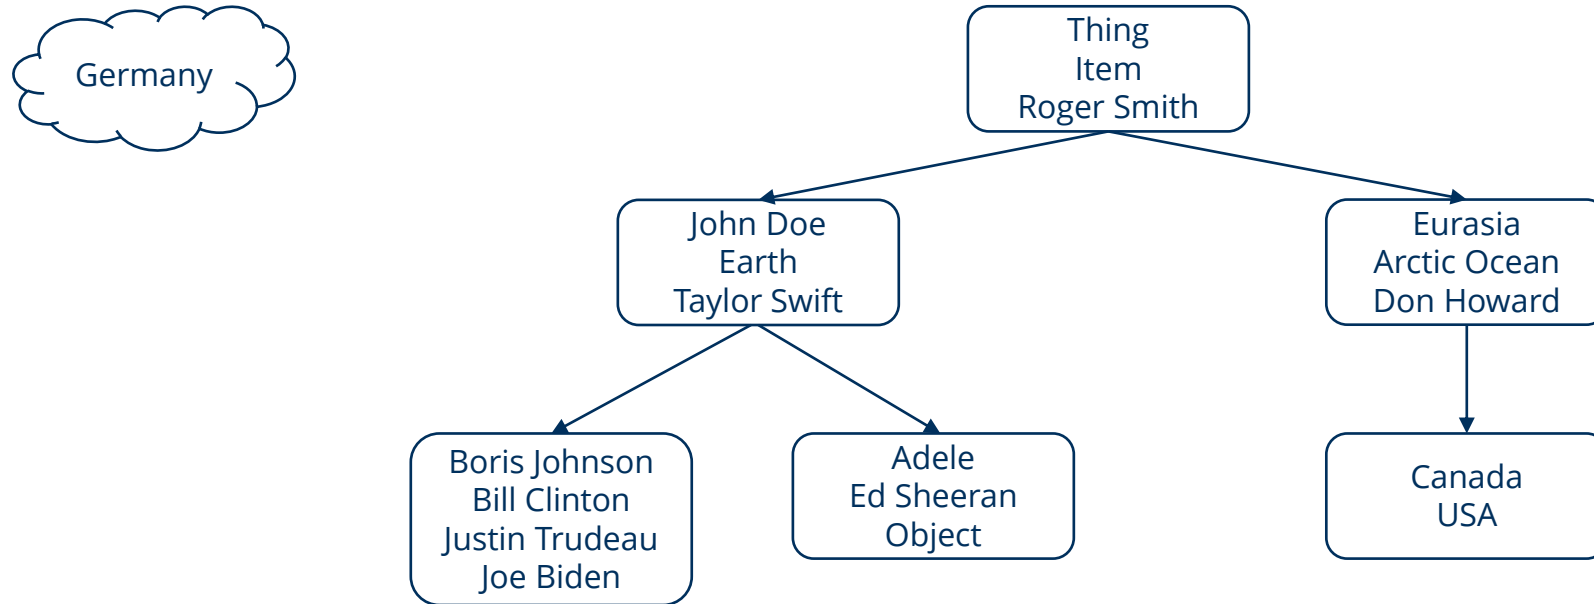 Germany
Thing
Item
Roger Smith
John Doe
Earth
Taylor Swift
Eurasia
Arctic Ocean
Don Howard
Boris Johnson
Bill Clinton
Justin Trudeau
Joe Biden
Adele
Ed Sheeran
Object
Canada
USA